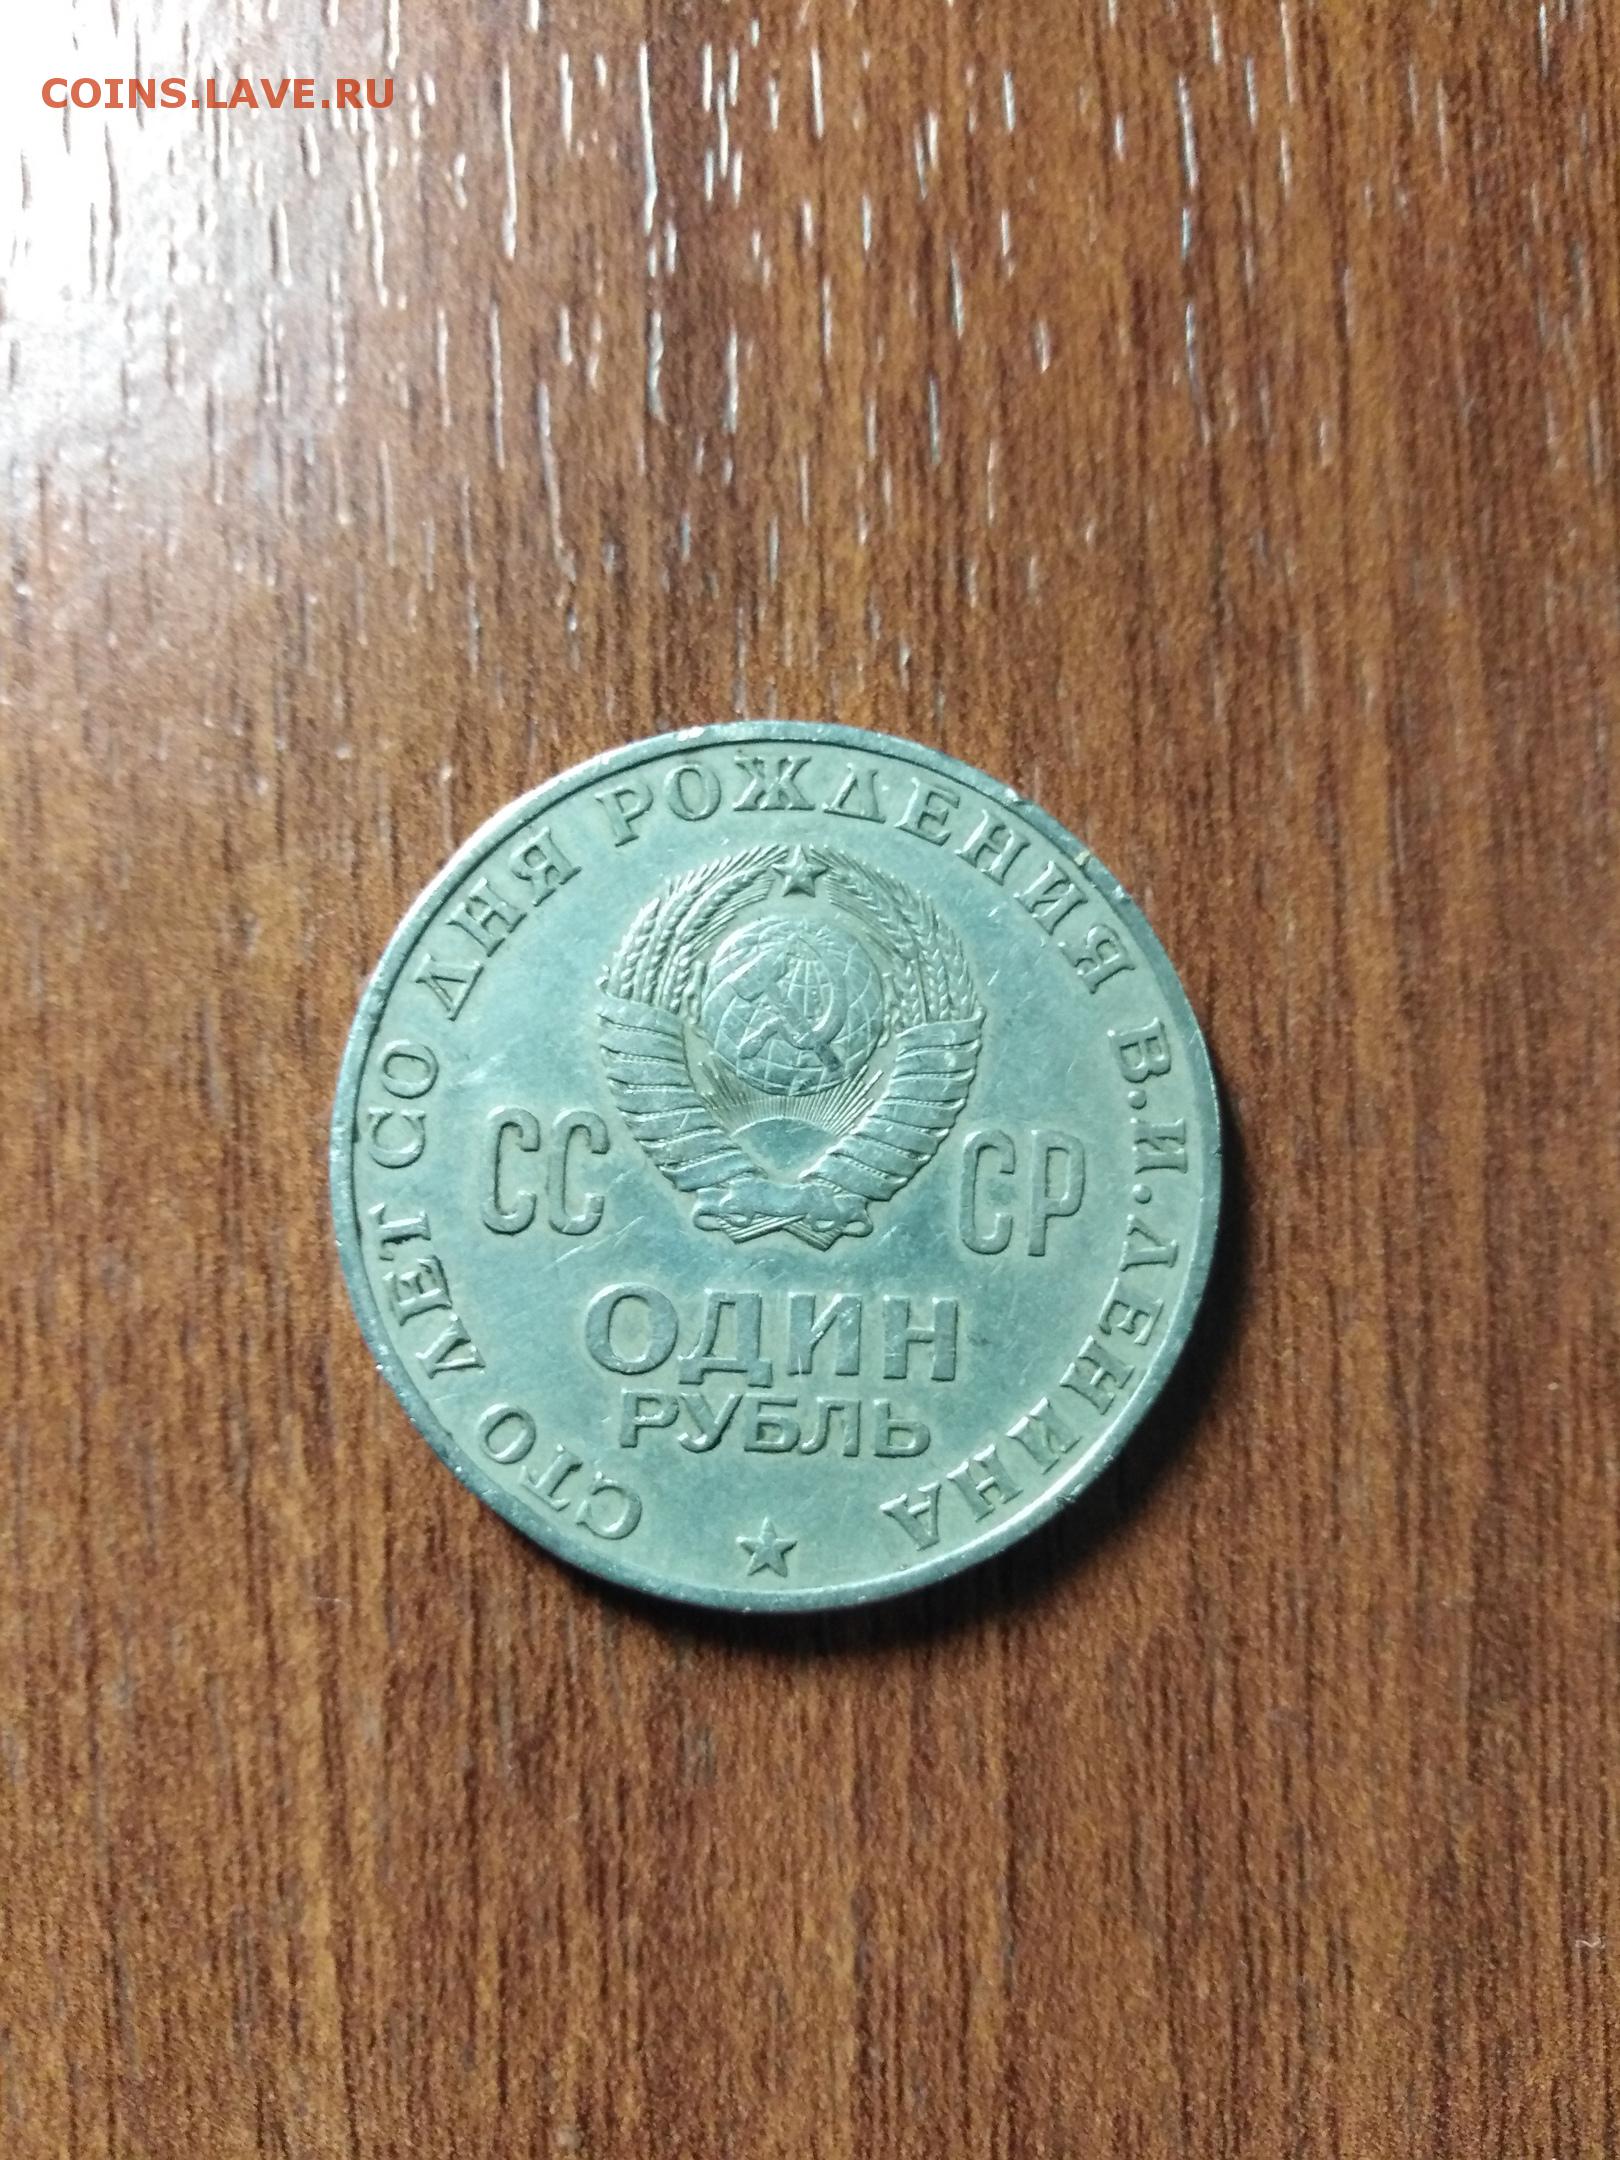 COINS.LAVE.RU
СТО ЛЕТ СО ДНЯ РОЖДЕНИЯ В.И.ЛЕНИНА
СС СР
ОДИН
РУБЛЬ